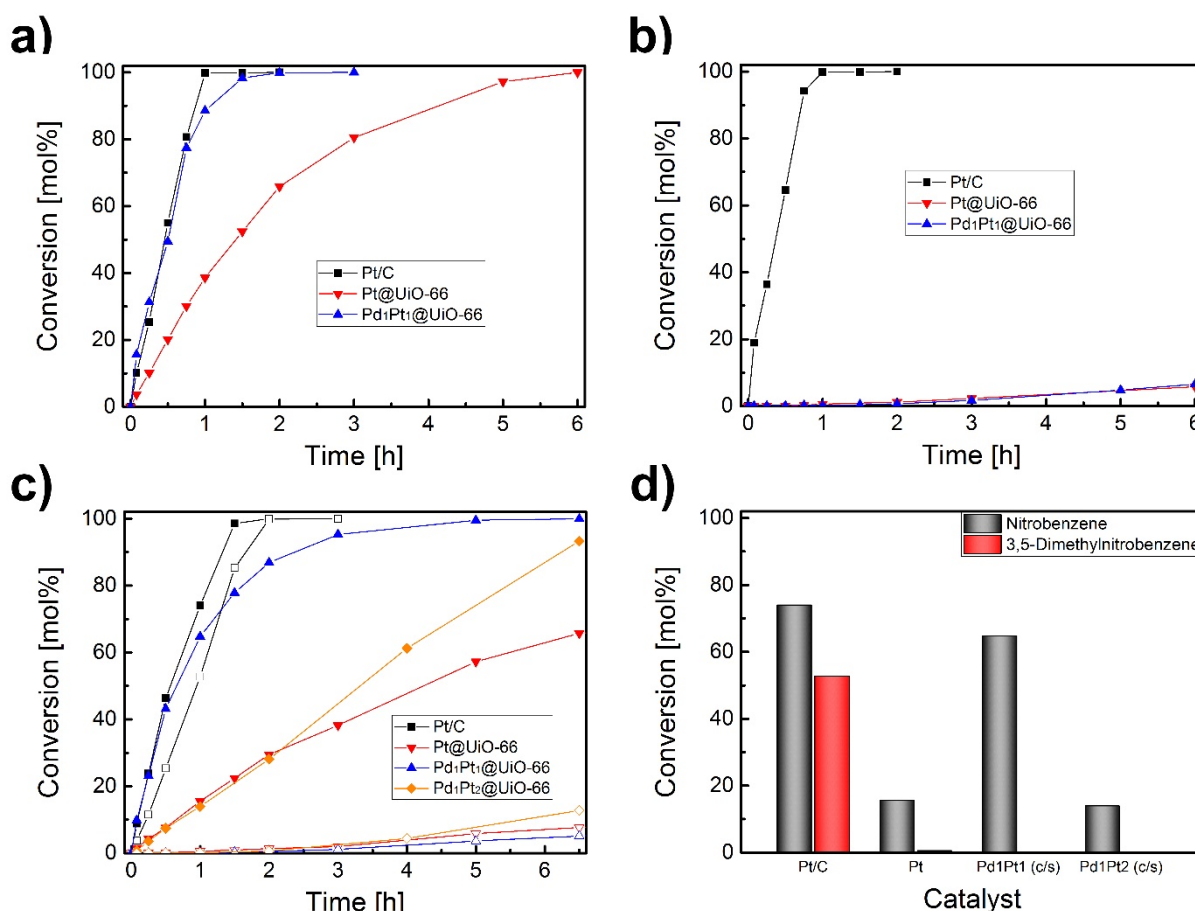 a)
100
80
60
40
20
0
Conversion [mol%]
Pt/C
Pt@UiO-66
Pd₁Pt₁@UiO-66
0 1 2 3 4 5 6
Time [h]
b)
100
80
60
40
20
0
Conversion [mol%]
Pt/C
Pt@UiO-66
Pd₁Pt₁@UiO-66
0 1 2 3 4 5 6
Time [h]
c)
100
80
60
40
20
0
Conversion [mol%]
Pt/C
Pt@UiO-66
Pd₁Pt₁@UiO-66
Pd₁Pt₂@UiO-66
0 1 2 3 4 5 6
Time [h]
d)
100
80
60
40
20
0
Conversion [mol%]
Nitrobenzene
3,5-Dimethylnitrobenzene
Pt/C Pt Pd1Pt1 (c/s) Pd1Pt2 (c/s)
Catalyst